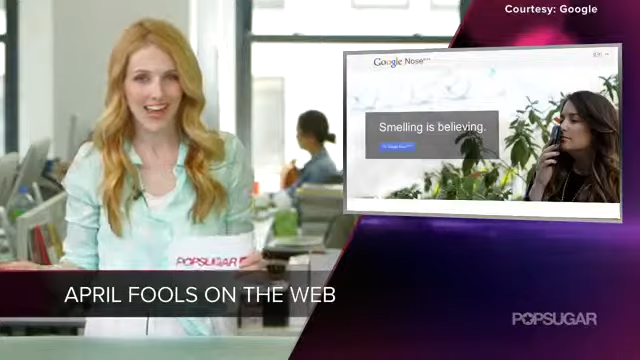 Courtesy: Google
Google Nose
Smelling is believing.
POPSUGAR
APRIL FOOLS ON THE WEB
POPSUGAR